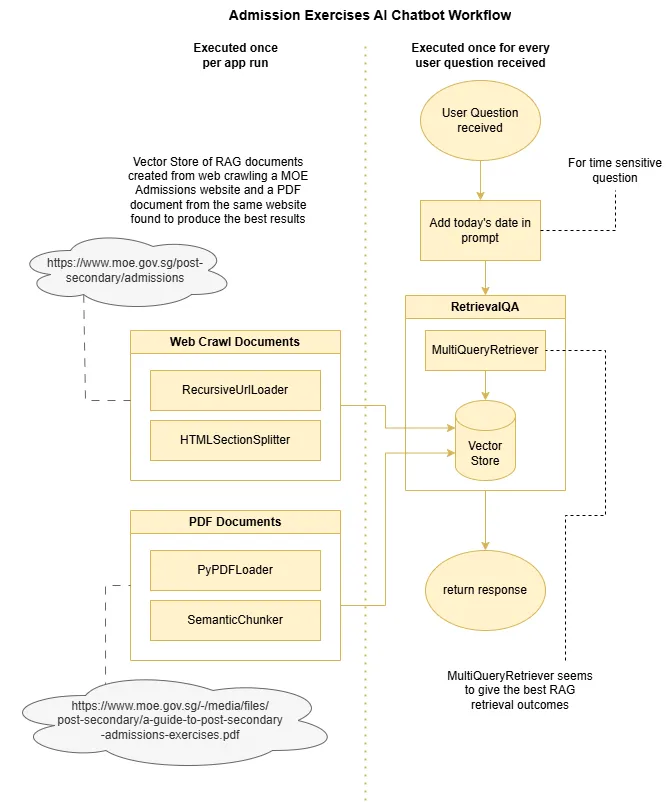 Admission Exercises AI Chatbot Workflow
Executed once
per app run
Executed once for every
user question received
Vector Store of RAG documents
created from web crawling a MOE
Admissions website and a PDF
document from the same website
found to produce the best results
https://www.moe.gov.sg/post-
secondary/admissions
Web Crawl Documents
RecursiveUrlLoader
HTMLSectionSplitter
PDF Documents
PyPDFLoader
SemanticChunker
https://www.moe.gov.sg/-/media/files/
post-secondary/a-guide-to-post-secondary
-admissions-exercises.pdf
User Question
received
For time sensitive
question
Add today's date in
prompt
RetrievalQA
MultiQueryRetriever
Vector
Store
return response
MultiQueryRetriever seems
to give the best RAG
retrieval outcomes